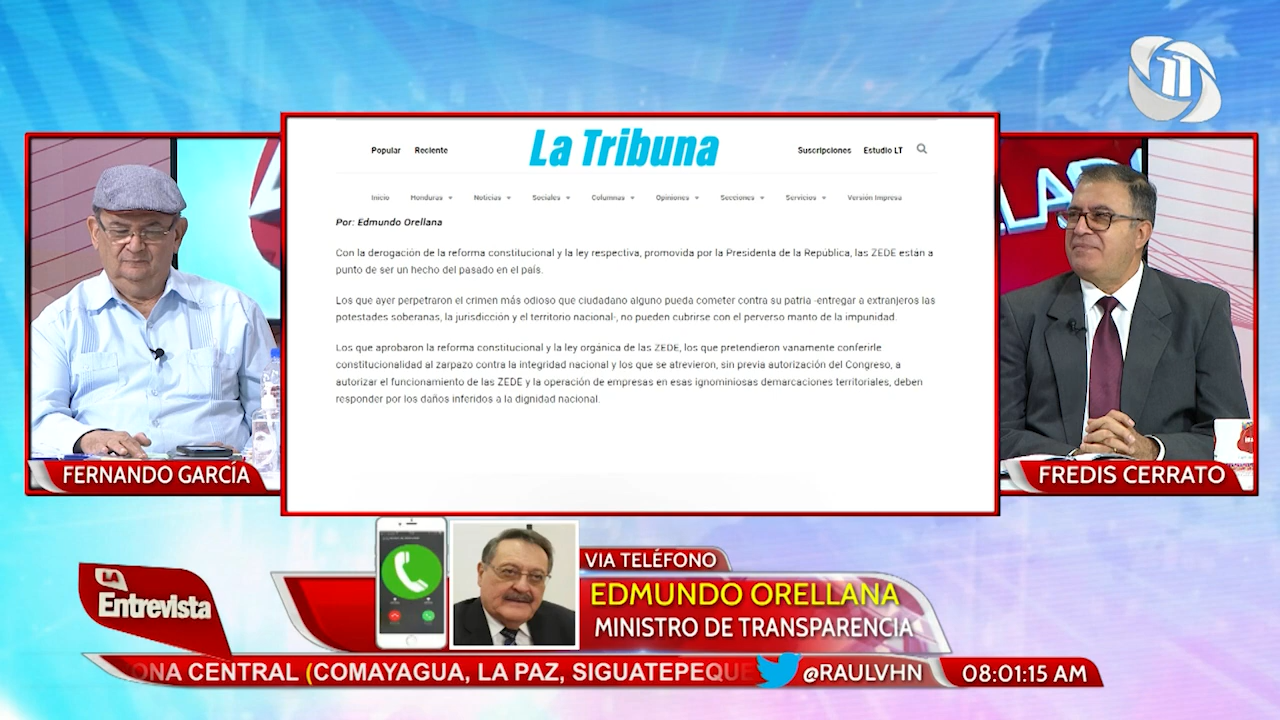 11
La Tribuna
Popular Reciente
Suscripciones Estudio LT
Inicio Honduras Noticias Sociales Columnas Opiniones Secciones Servicios Versión Impresa
Por: Edmundo Orellana
Con la derogación de la reforma constitucional y la ley respectiva, promovida por la Presidenta de la República, las ZEDE están a
punto de ser un hecho del pasado en el país.
Los que ayer perpetraron el crimen más odioso que ciudadano alguno pueda cometer contra su patria -entregar a extranjeros las
potestades soberanas, la jurisdicción y el territorio nacional-, no pueden cubrirse con el perverso manto de la impunidad.
Los que aprobaron la reforma constitucional y la ley orgánica de las ZEDE, los que pretendieron vanamente conferirle
constitucionalidad al zarpazo contra la integridad nacional y los que se atrevieron, sin previa autorización del Congreso, a
autorizar el funcionamiento de las ZEDE y la operación de empresas en esas ignominiosas demarcaciones territoriales, deben
responder por los daños inferidos a la dignidad nacional.
FERNANDO GARCÍA
FREDIS CERRATO
VIA TELÉFONO
EDMUNDO ORELLANA
MINISTRO DE TRANSPARENCIA
LA
Entrevista
ONA CENTRAL (COMAYAGUA, LA PAZ, SIGUATEPEQUE
@RAULVHN
08:01:15 AM